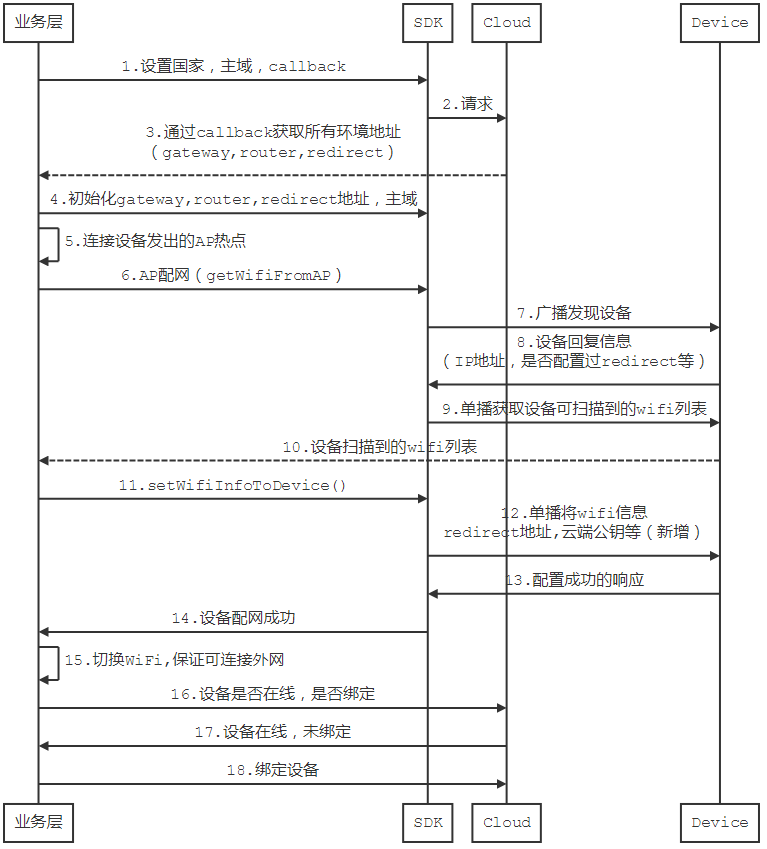 业务层
SDK
Cloud
Device
1.设置国家，主域，callback
2.请求
3.通过callback获取所有环境地址
（gateway,router,redirect）
4.初始化gateway,router,redirect地址，主域
5.连接设备发出的AP热点
6.AP配网（getWifiFromAP）
7.广播发现设备
8.设备回复信息
（IP地址，是否配置过redirect等）
9.单播获取设备可扫描到的wifi列表
10.设备扫描到的wifi列表
11.setWifiInfoToDevice()
12.单播将wifi信息
redirect地址,云端公钥等（新增）
13.配置成功的响应
14.设备配网成功
15.切换WiFi,保证可连接外网
16.设备是否在线，是否绑定
17.设备在线，未绑定
18.绑定设备
业务层
SDK
Cloud
Device